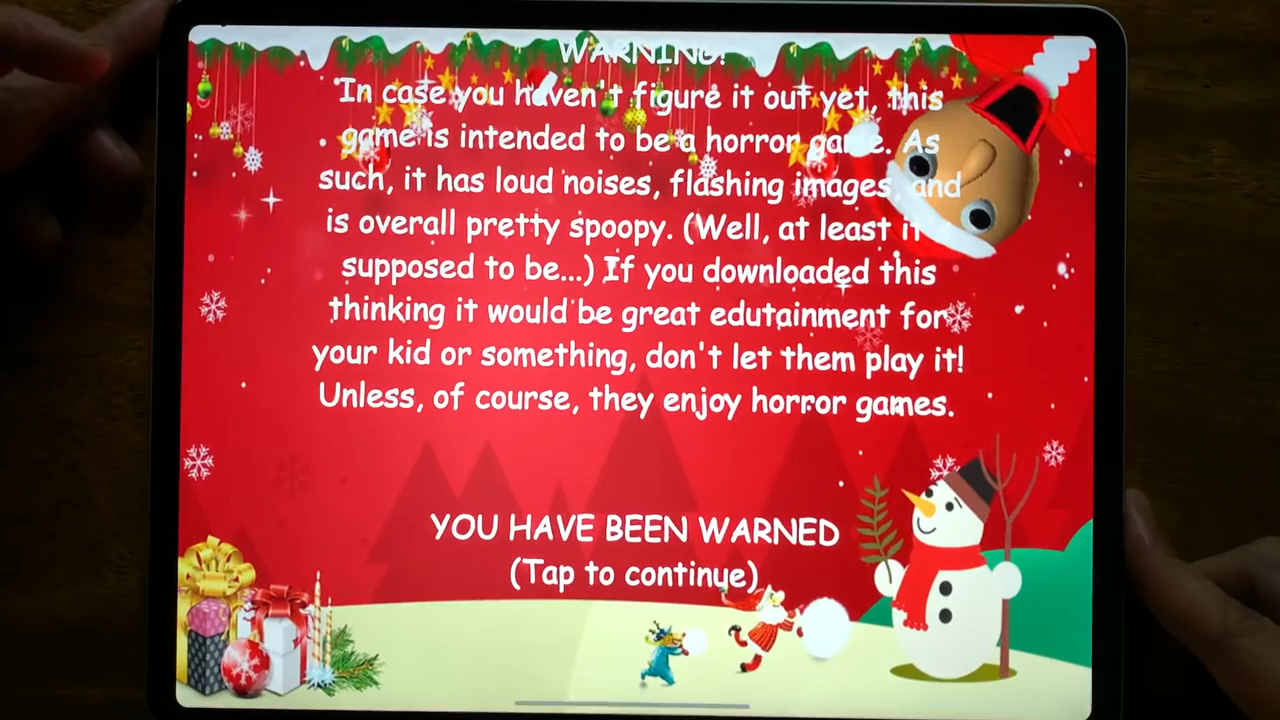 WARNING!
In case you haven't figure it out yet, this
game is intended to be a horror game. As
such, it has loud noises, flashing images, and
is overall pretty spoopy. (Well, at least it
supposed to be...) If you downloaded this
thinking it would be great edutainment for
your kid or something, don't let them play it!
Unless, of course, they enjoy horror games.
YOU HAVE BEEN WARNED
(Tap to continue)